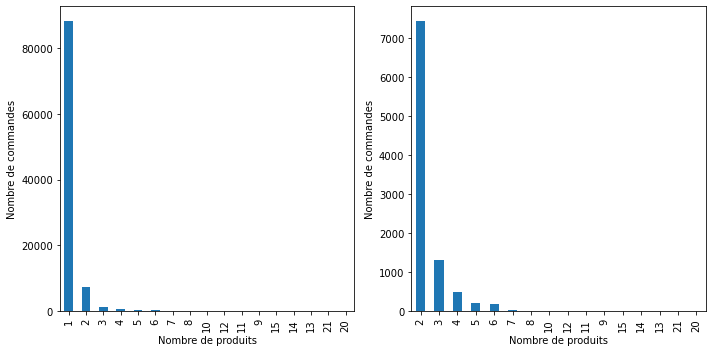 80000
60000
40000
20000
0
Nombre de commandes
1 2 3 4 5 6 7 8 10 12 11 9 15 14 13 21 20
Nombre de produits
7000
6000
5000
4000
3000
2000
1000
0
Nombre de commandes
2 3 4 5 6 7 8 10 12 11 9 15 14 13 21 20
Nombre de produits